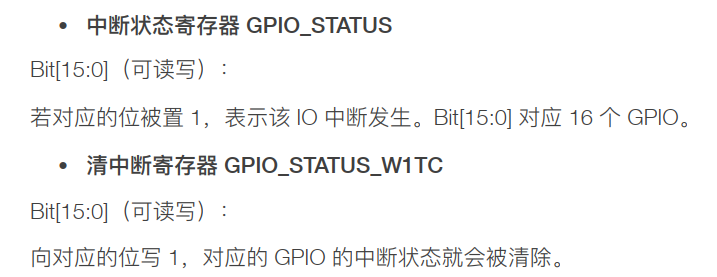 • 中断状态寄存器 GPIO_STATUS
Bit[15:0]（可读写）：
若对应的位被置 1，表示该 IO 中断发生。Bit[15:0] 对应 16 个 GPIO。
• 清中断寄存器 GPIO_STATUS_W1TC
Bit[15:0]（可读写）：
向对应的位写 1，对应的 GPIO 的中断状态就会被清除。